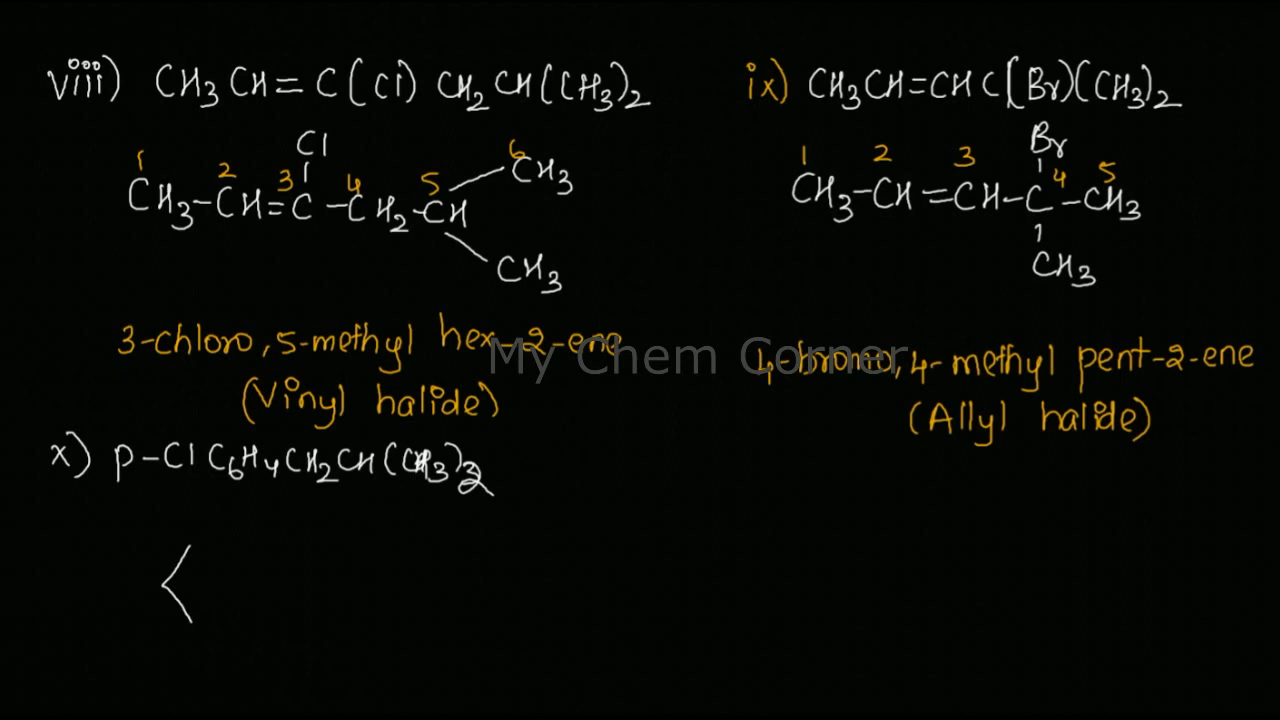 viii) CH3CH=C(Cl)CH2CH(CH3)2
Cl
1 2 3 4 5 6
CH3-CH=C-CH2-CH CH3
CH3
3-chloro,5-methyl hex-2-ene
(Vinyl halide)
ix) CH3CH=CHC(Br)(CH3)2
Br
1 2 3 4 5
CH3-CH=CH-C-CH3
CH3
4-bromo,4-methyl pent-2-ene
(Allyl halide)
My Chem Corner
x) p-ClC6H4CH2CH(CH3)2